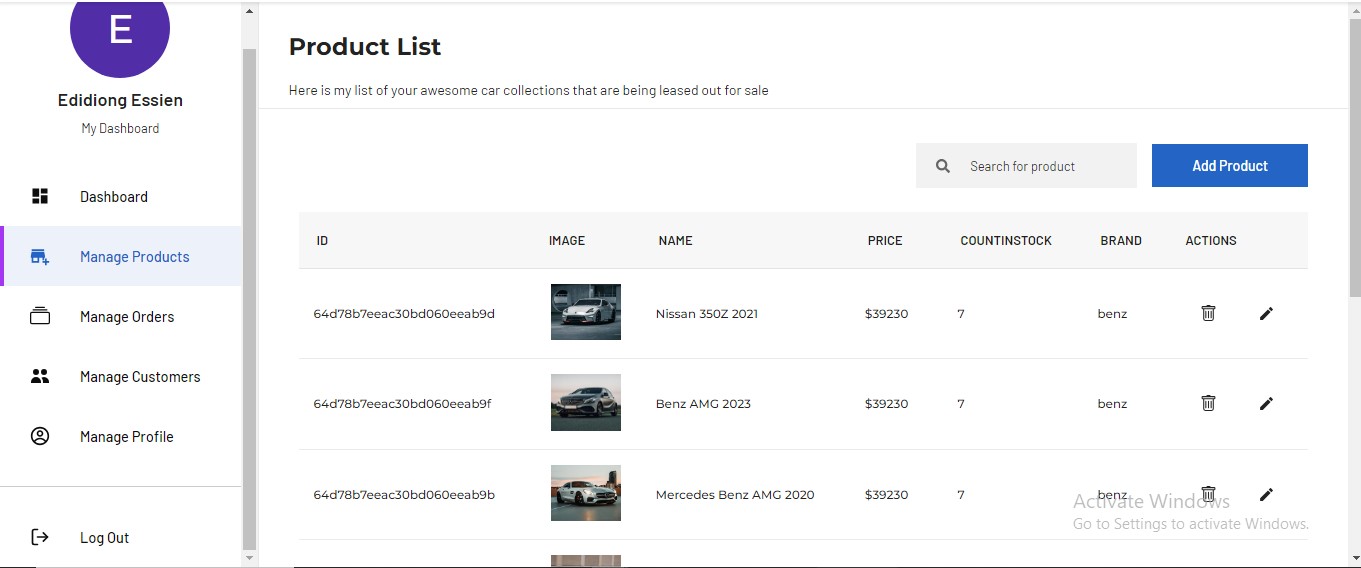 E
Edidiong Essien
My Dashboard
Dashboard
Manage Products
Manage Orders
Manage Customers
Manage Profile
Log Out
Product List
Here is my list of your awesome car collections that are being leased out for sale
Search for product
Add Product
ID IMAGE NAME PRICE COUNTINSTOCK BRAND ACTIONS
64d78b7eeac30bd060eeab9d Nissan 350Z 2021 $39230 7 benz
64d78b7eeac30bd060eeab9f Benz AMG 2023 $39230 7 benz
64d78b7eeac30bd060eeab9b Mercedes Benz AMG 2020 $39230 7 benz
Activate Windows
Go to Settings to activate Windows.